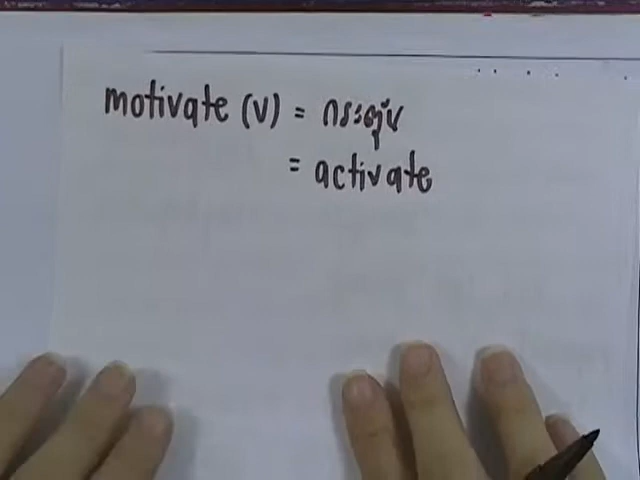 motivate (v) = กระตุ้น
= activate